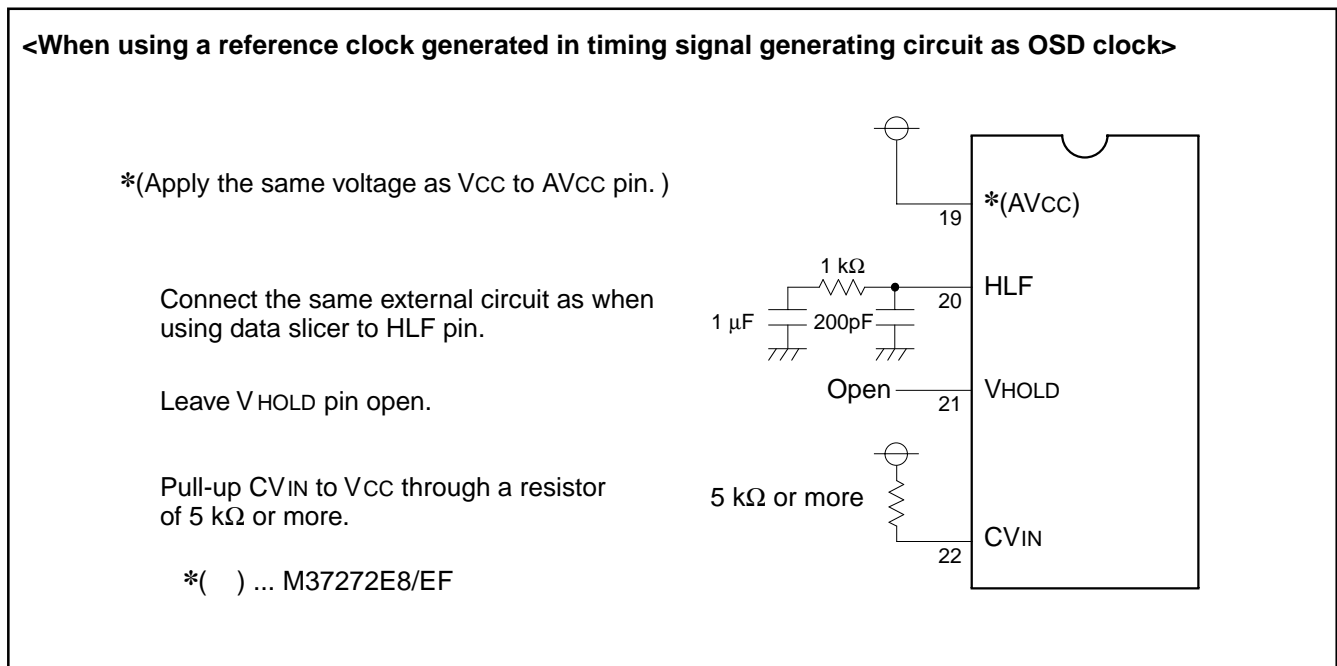 <When using a reference clock generated in timing signal generating circuit as OSD clock>
*(Apply the same voltage as VCC to AVCC pin. )
Connect the same external circuit as when
using data slicer to HLF pin.
Leave VHOLD pin open.
Pull-up CVIN to VCC through a resistor
of 5 kΩ or more.
*( ) ... M37272E8/EF
19
*(AVCC)
1 kΩ
20
HLF
1 μF
200pF
Open
21
VHOLD
5 kΩ or more
22
CVIN